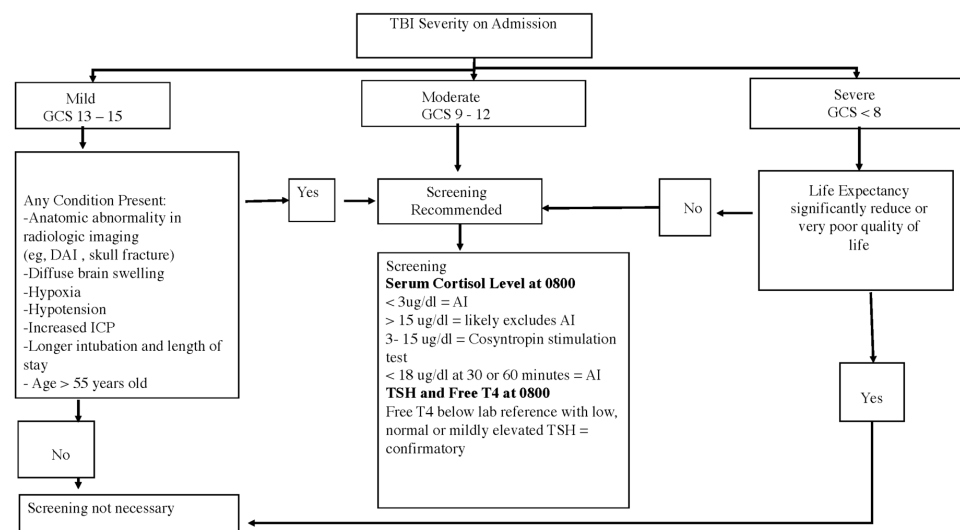 TBI Severity on Admission
Mild
GCS 13 – 15
Moderate
GCS 9 - 12
Severe
GCS < 8
Any Condition Present:
-Anatomic abnormality in
radiologic imaging
(eg, DAI , skull fracture)
-Diffuse brain swelling
-Hypoxia
-Hypotension
-Increased ICP
-Longer intubation and length of
stay
- Age > 55 years old
Yes
Screening
Recommended
No
Life Expectancy
significantly reduce or
very poor quality of
life
Screening
Serum Cortisol Level at 0800
< 3ug/dl = AI
> 15 ug/dl = likely excludes AI
3- 15 ug/dl = Cosyntropin stimulation
test
< 18 ug/dl at 30 or 60 minutes = AI
TSH and Free T4 at 0800
Free T4 below lab reference with low,
normal or mildly elevated TSH =
confirmatory
Yes
No
Screening not necessary